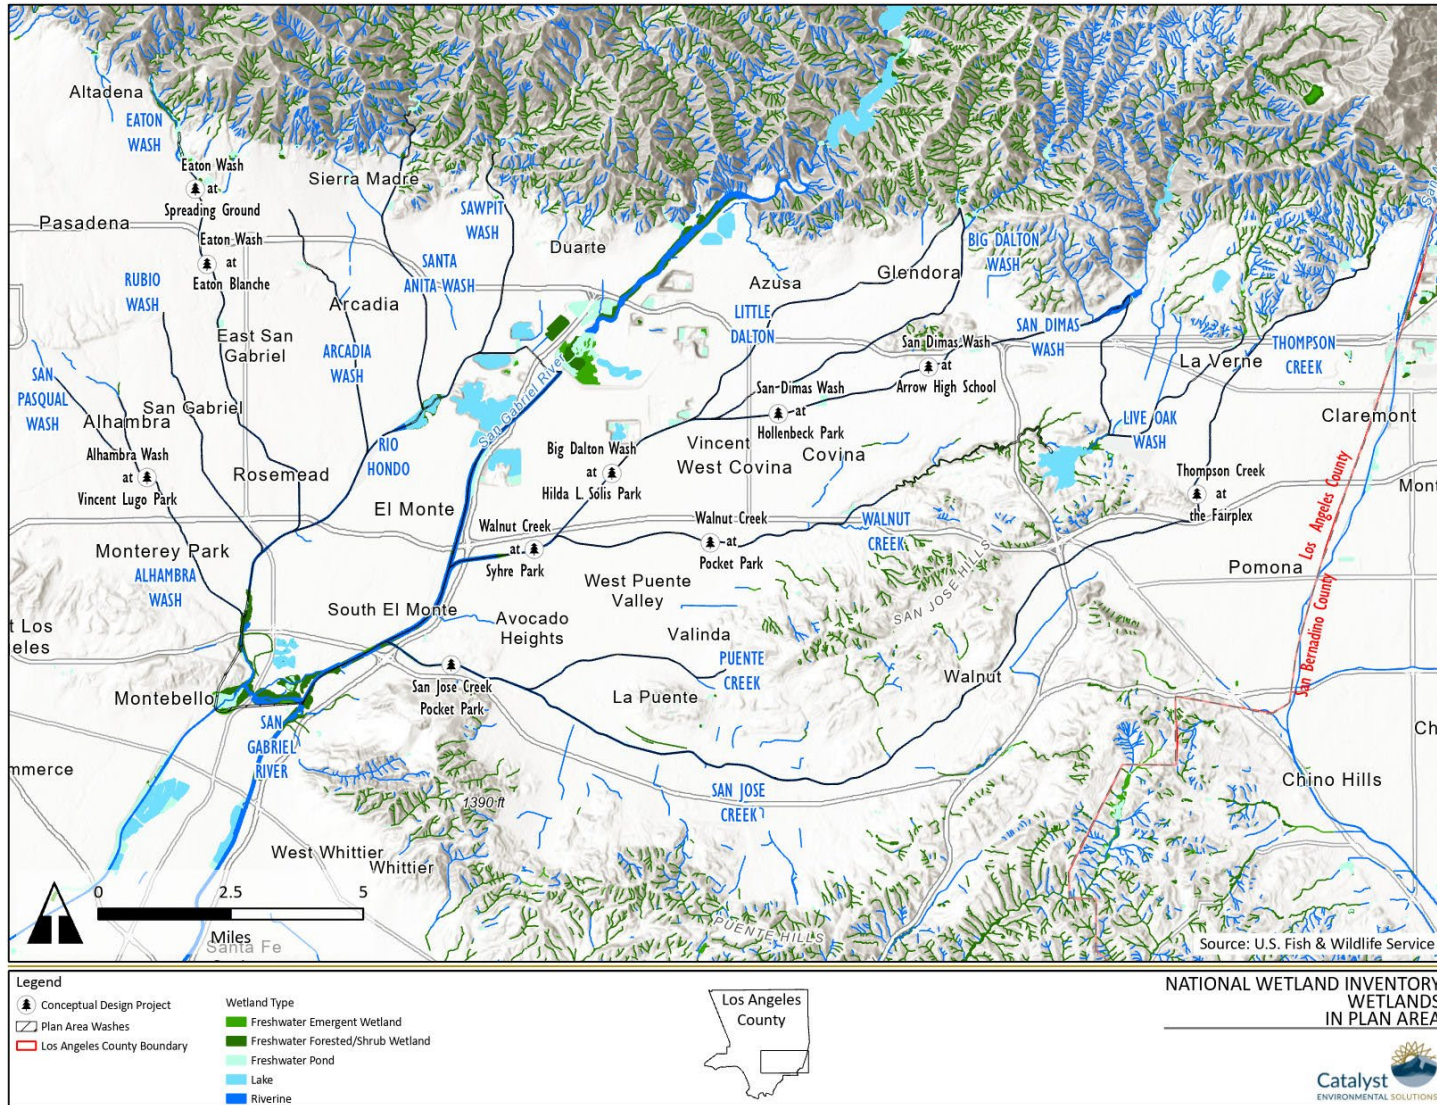 Altadena
EATON
WASH
Eaton Wash
at
Spreading Ground
Sierra Madre
SAWPIT
WASH
Pasadena
Eaton Wash
at
Eaton Blanche
Duarte
SANTA
ANITA WASH
BIG DALTON
WASH
Glendora
Azusa
RUBIO
WASH
Arcadia
LITTLE
DALTON
East San
Gabriel
ARCADIA
WASH
SAN DIMAS
WASH
San Dimas Wash
at
Arrow High School
La Verne
THOMPSON
CREEK
SAN
PASQUAL
WASH
San Gabriel River
San Dimas Wash
at
Hollenbeck Park
San Gabriel
Alhambra
Claremont
LIVE OAK
WASH
RIO
HONDO
Vincent
Covina
West Covina
Alhambra Wash
at
Vincent Lugo Park
Big Dalton Wash
at
Hilda L. Solis Park
Rosemead
Thompson Creek
at
the Fairplex
Mont
El Monte
Walnut Creek
at
Syhre Park
Walnut Creek
at
Pocket Park
WALNUT
CREEK
Los Angeles County
San Bernadino County
Monterey Park
ALHAMBRA
WASH
Pomona
West Puente
Valley
SAN JOSE HILLS
South El Monte
Avocado
Heights
t Los
eles
Valinda
PUENTE
CREEK
Walnut
San Jose Creek
Pocket Park
La Puente
Montebello
SAN
GABRIEL
RIVER
Ch
mmerce
SAN JOSE
CREEK
Chino Hills
1390 ft
West Whittier
Whittier
0 2.5 5
Miles
Santa Fe
PUENTE HILLS
Source: U.S. Fish & Wildlife Service
Legend
Conceptual Design Project
Plan Area Washes
Los Angeles County Boundary
Wetland Type
Freshwater Emergent Wetland
Freshwater Forested/Shrub Wetland
Freshwater Pond
Lake
Riverine
Los Angeles
County
NATIONAL WETLAND INVENTORY
WETLANDS
IN PLAN AREA
Catalyst
ENVIRONMENTAL SOLUTIONS